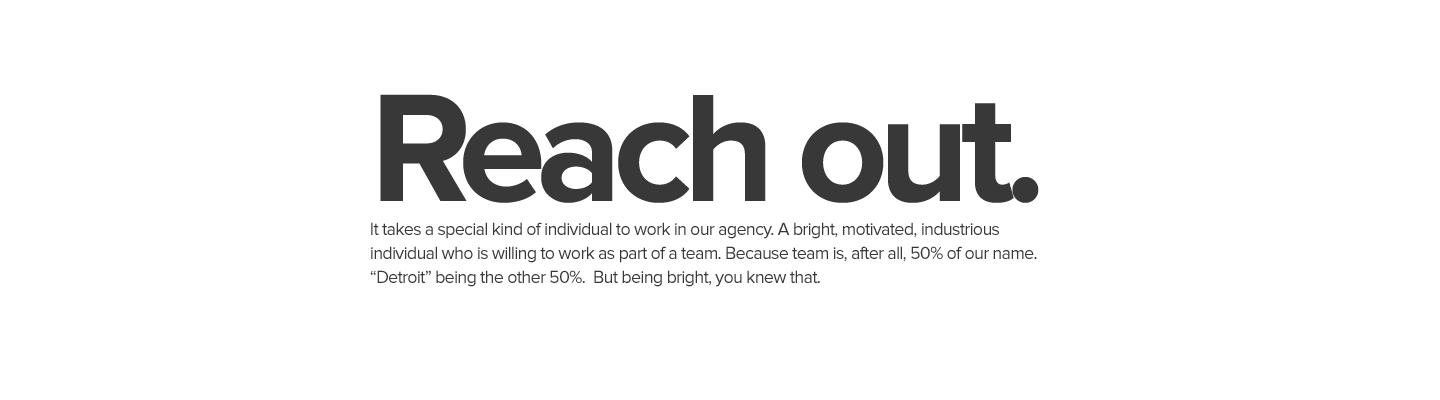 Reach out.
It takes a special kind of individual to work in our agency. A bright, motivated, industrious
individual who is willing to work as part of a team. Because team is, after all, 50% of our name.
“Detroit” being the other 50%.  But being bright, you knew that.